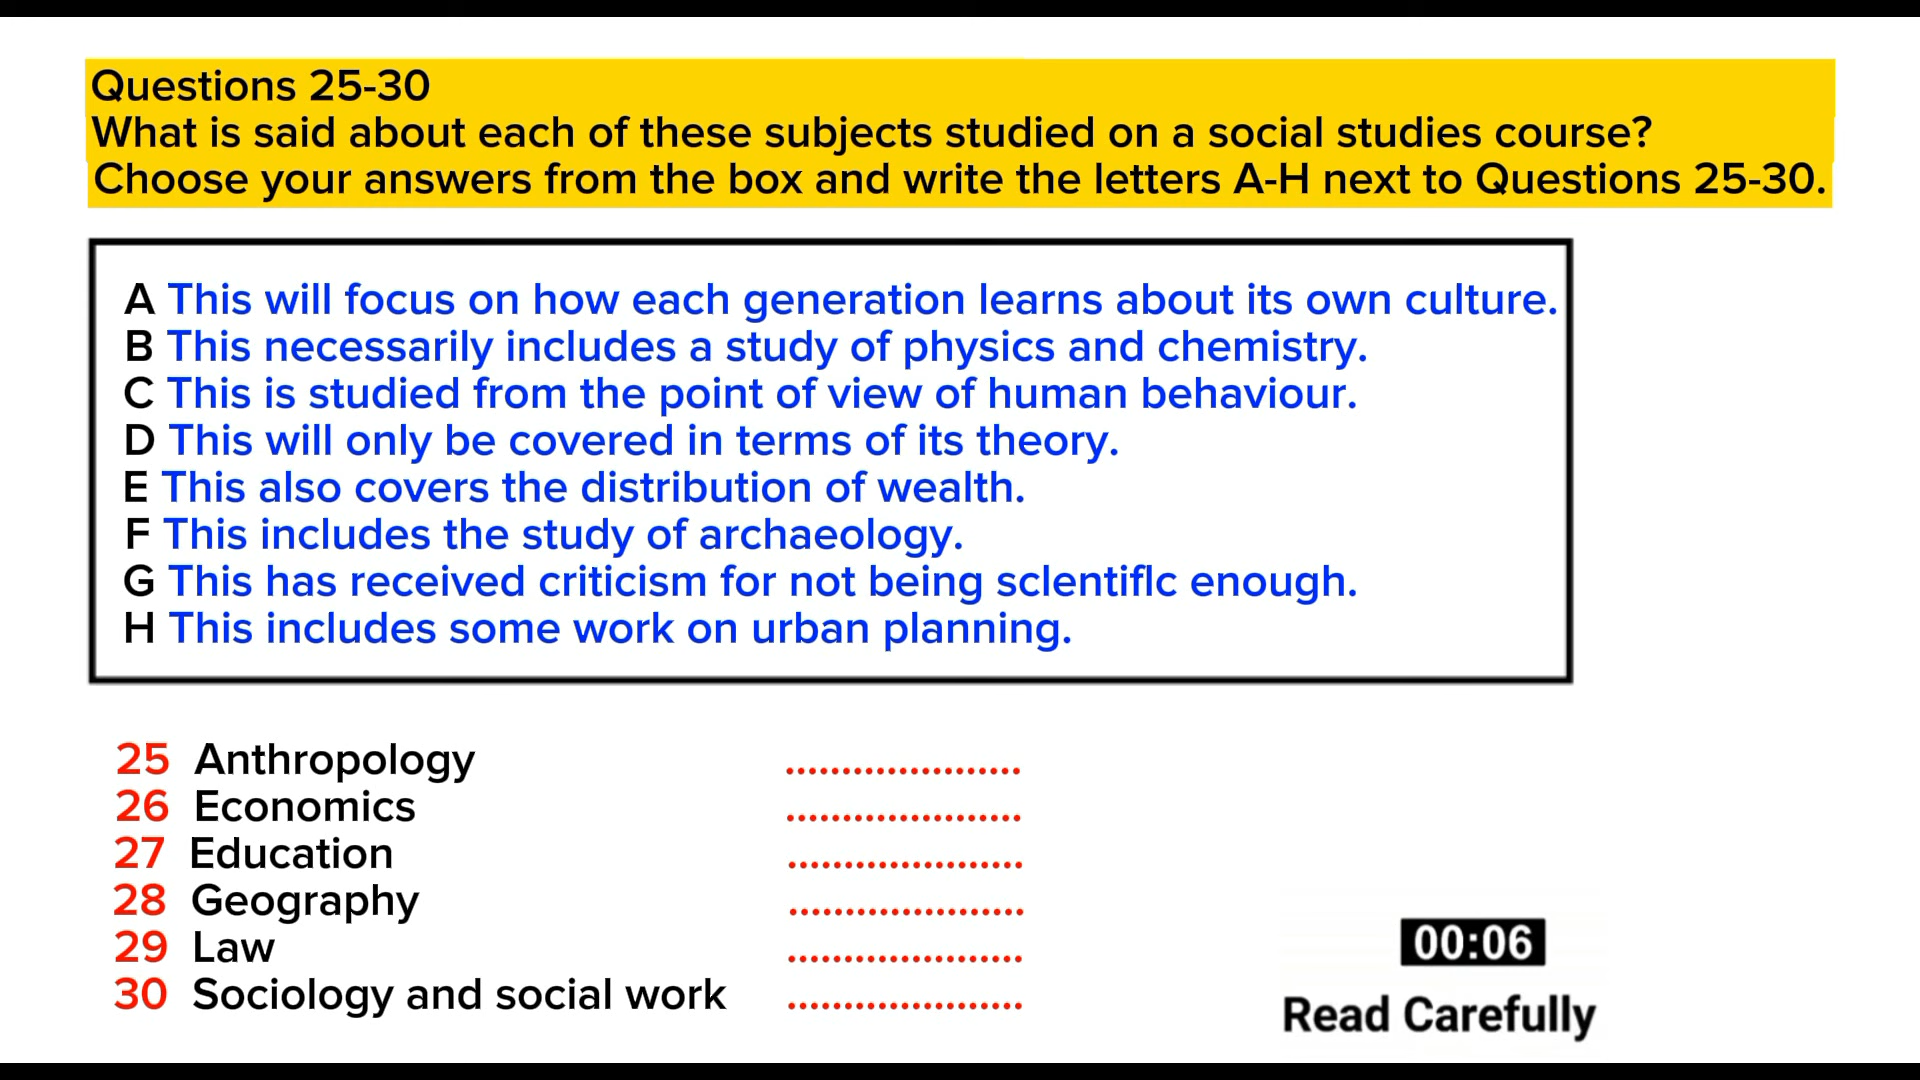 Questions 25-30
What is said about each of these subjects studied on a social studies course?
Choose your answers from the box and write the letters A-H next to Questions 25-30.
A This will focus on how each generation learns about its own culture.
B This necessarily includes a study of physics and chemistry.
C This is studied from the point of view of human behaviour.
D This will only be covered in terms of its theory.
E This also covers the distribution of wealth.
F This includes the study of archaeology.
G This has received criticism for not being sclentiflc enough.
H This includes some work on urban planning.
25 Anthropology .....................
26 Economics .....................
27 Education .....................
28 Geography .....................
29 Law .....................
30 Sociology and social work .....................
00:06
Read Carefully